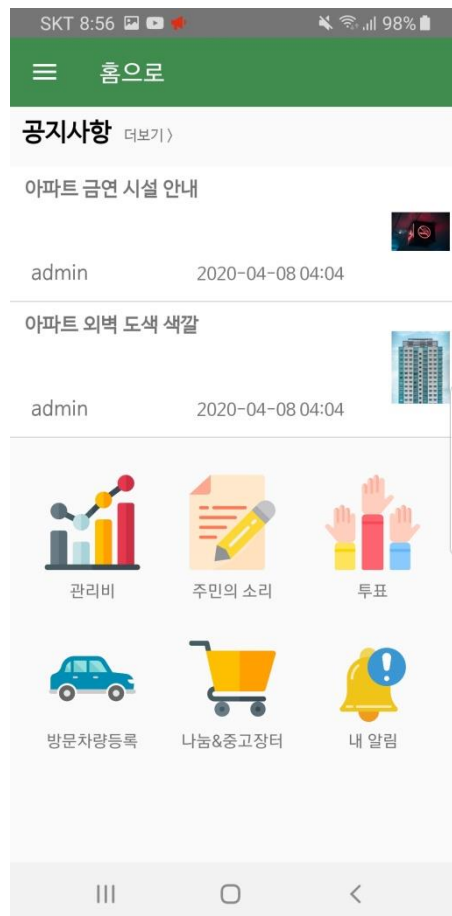 SKT 8:56 98%
홈으로
공지사항 더보기 〉
아파트 금연 시설 안내
admin 2020-04-08 04:04
아파트 외벽 도색 색깔
admin 2020-04-08 04:04
관리비 주민의 소리 투표
방문차량등록 나눔&중고장터 내 알림